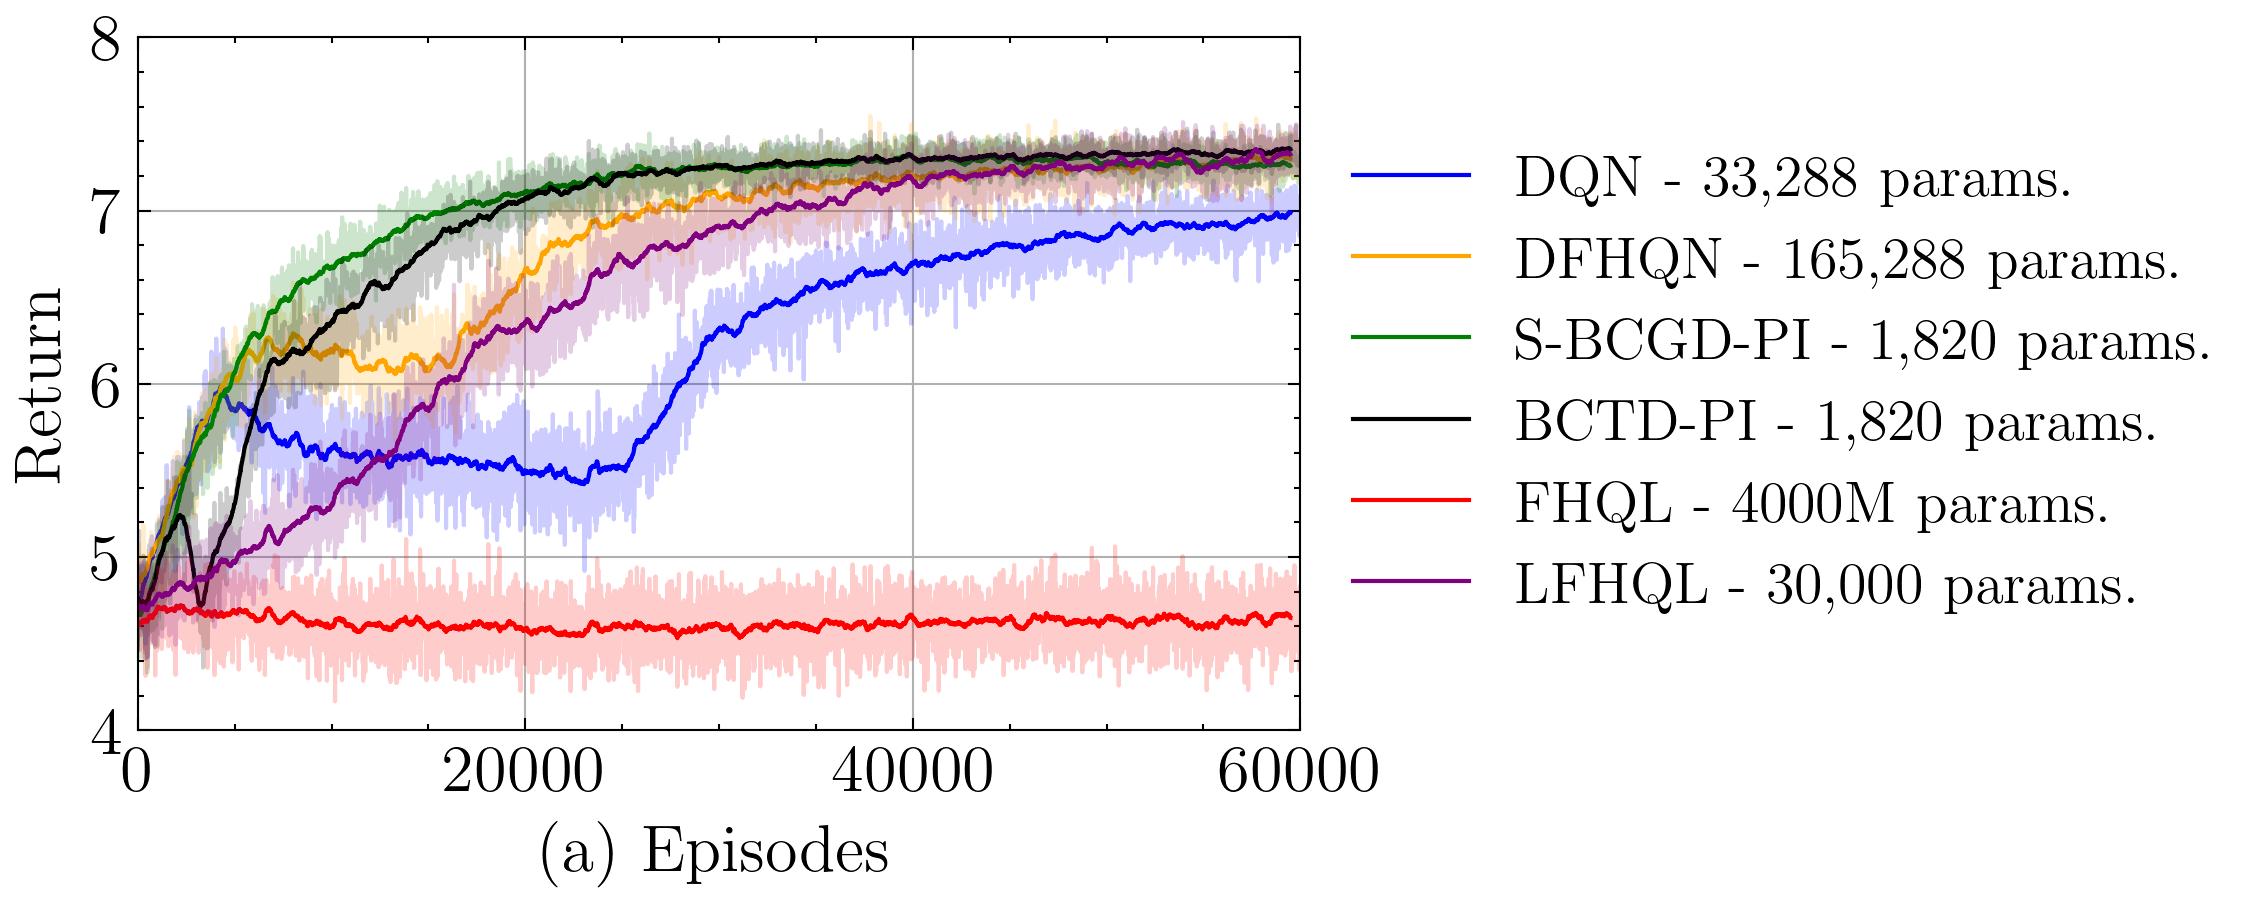 8
7
6
5
4
Return
0 20000 40000 60000
(a) Episodes
DQN - 33,288 params.
DFHQN - 165,288 params.
S-BCGD-PI - 1,820 params.
BCTD-PI - 1,820 params.
FHQL - 4000M params.
LFHQL - 30,000 params.